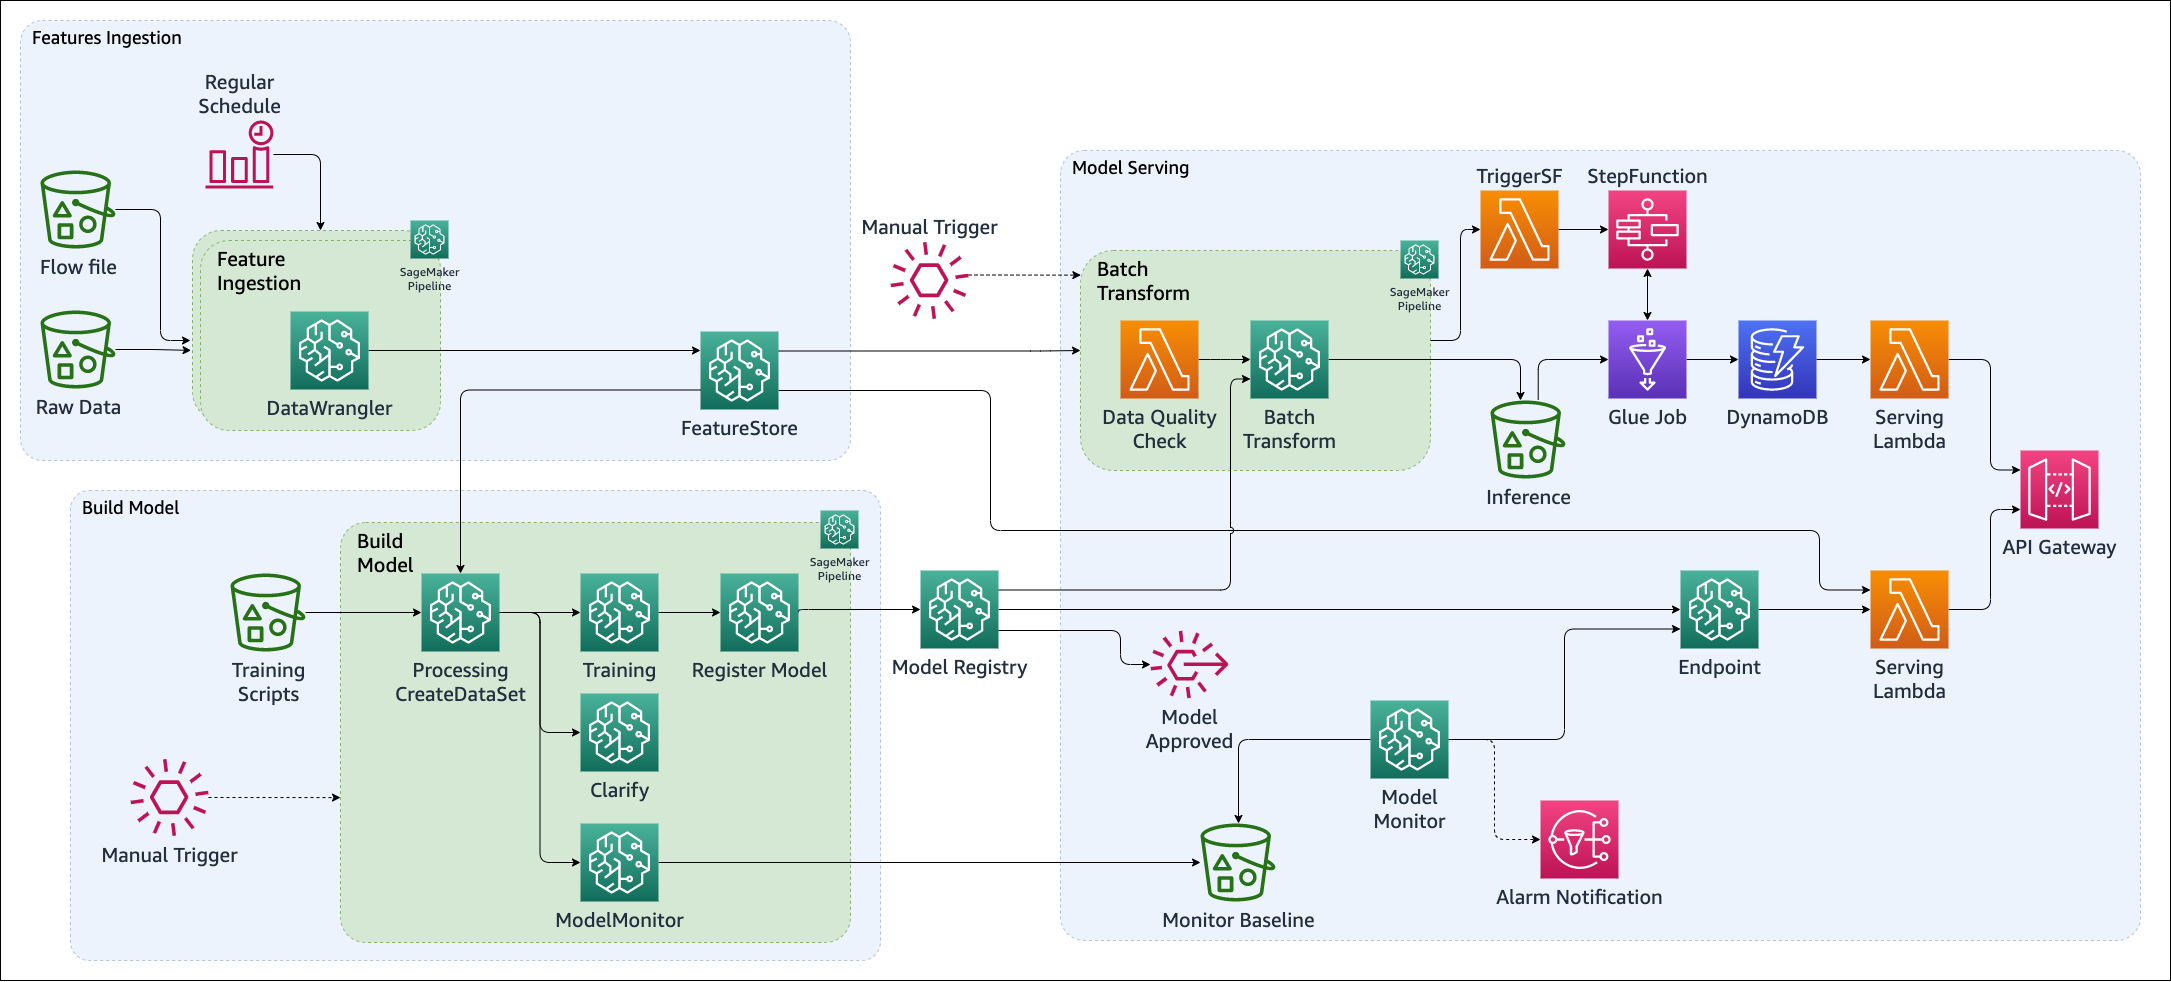 Features Ingestion
Regular
Schedule
Flow file
Raw Data
Feature
Ingestion
SageMaker
Pipeline
DataWrangler
FeatureStore
Manual Trigger
Model Serving
Batch
Transform
SageMaker
Pipeline
Data Quality
Check
Batch
Transform
TriggerSF
StepFunction
Inference
Glue Job
DynamoDB
Serving
Lambda
API Gateway
Build Model
Build
Model
SageMaker
Pipeline
Training
Scripts
Processing
CreateDataSet
Training
Register Model
Clarify
ModelMonitor
Manual Trigger
Model Registry
Model
Approved
Endpoint
Serving
Lambda
Model
Monitor
Monitor Baseline
Alarm Notification